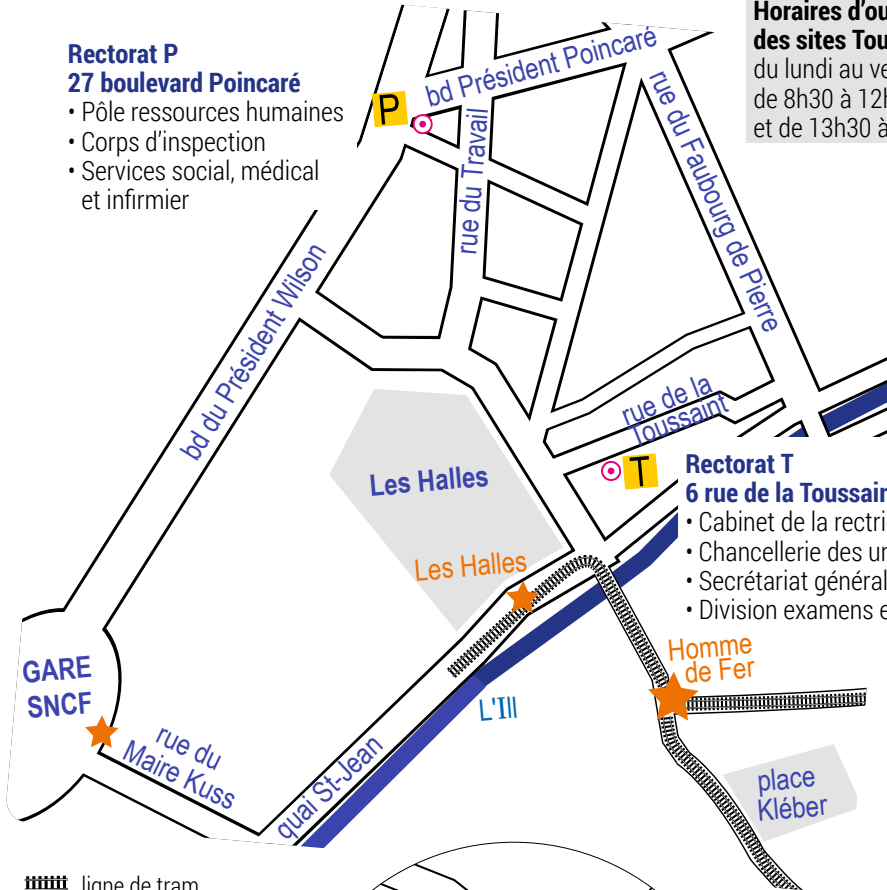 Rectorat P
27 boulevard Poincaré
• Pôle ressources humaines
• Corps d'inspection
• Services social, médical
et infirmier
Horaires d'ou
des sites Tou
du lundi au ve
de 8h30 à 12h
et de 13h30 à
P
bd Président Poincaré
rue du Travail
rue du Faubourg de Pierre
bd du Président Wilson
rue de la
Toussaint
T
Rectorat T
6 rue de la Toussain
• Cabinet de la rectri
• Chancellerie des un
• Secrétariat général
• Division examens e
Les Halles
Les Halles
Homme
de Fer
GARE
SNCF
L'Ill
rue du
Maire Kuss
quai St-Jean
place
Kléber
ligne de tram